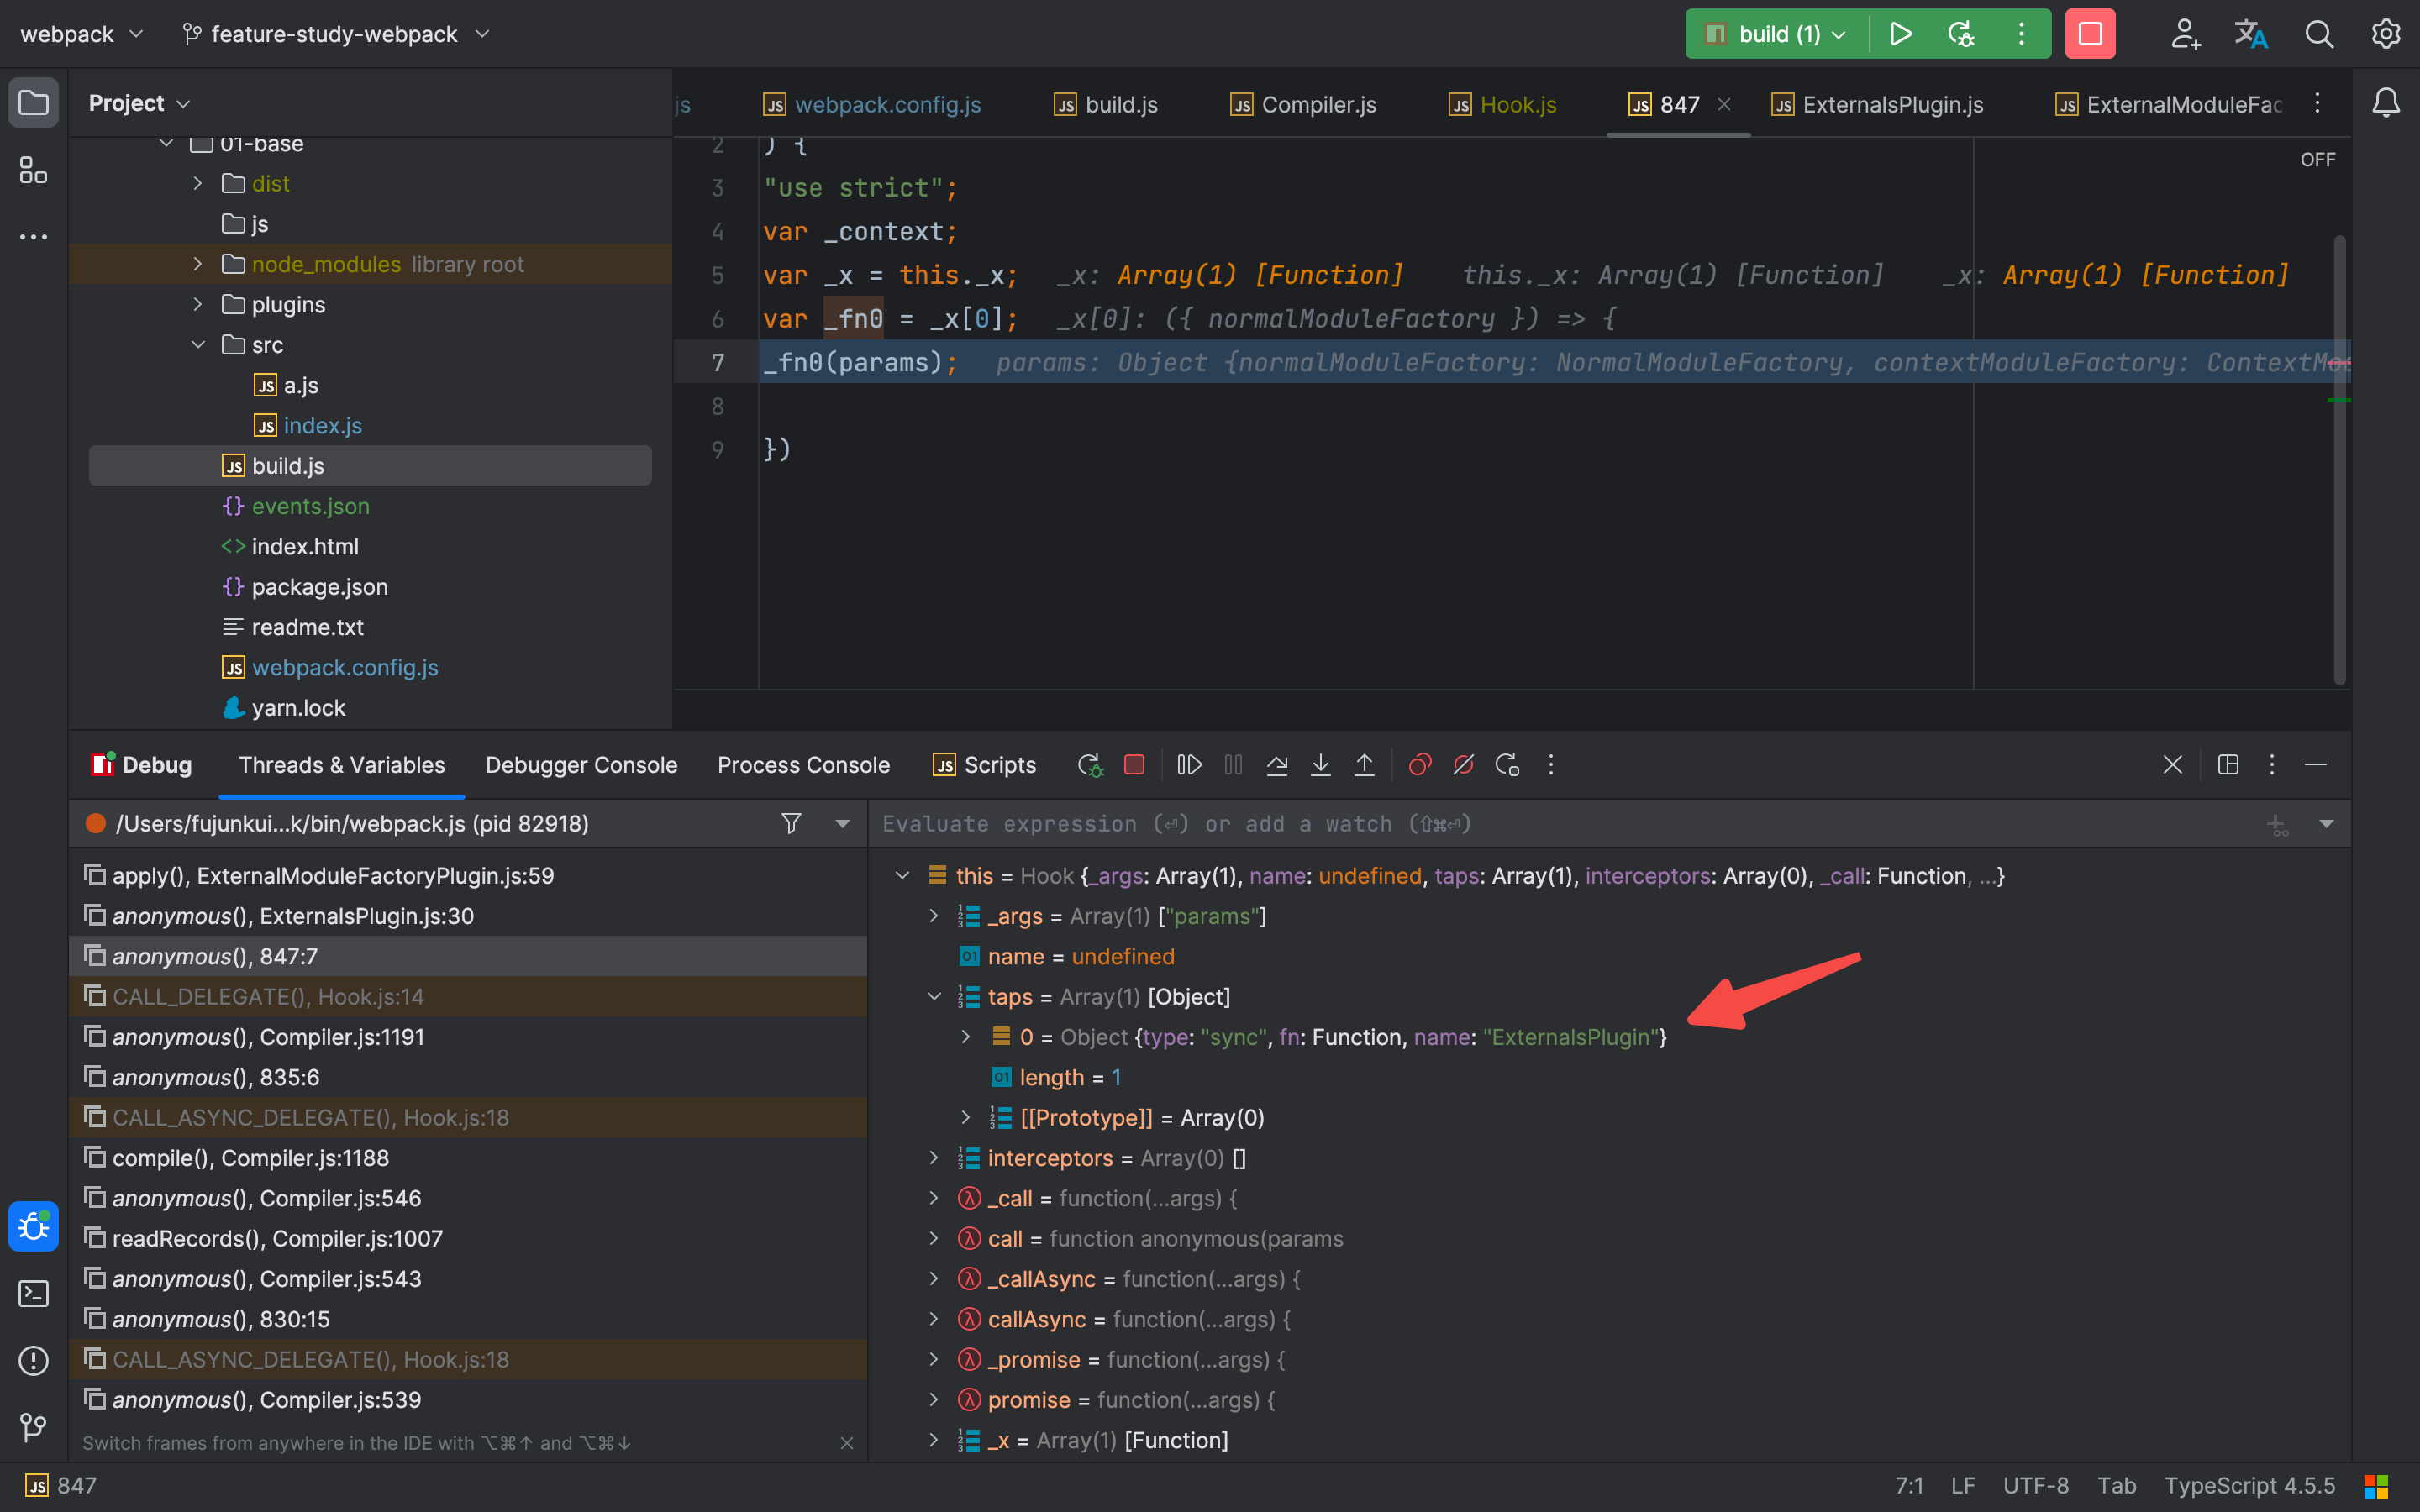 webpack
feature-study-webpack
build (1)
Project
js
webpack.config.js
build.js
Compiler.js
Hook.js
847
ExternalsPlugin.js
ExternalModuleFac
01-base
dist
js
node_modules library root
plugins
src
a.js
index.js
build.js
events.json
index.html
package.json
readme.txt
webpack.config.js
yarn.lock
OFF
2 ) {
3 "use strict";
4 var _context;
5 var _x = this._x; _x: Array(1) [Function] this._x: Array(1) [Function] _x: Array(1) [Function]
6 var _fn0 = _x[0]; _x[0]: ({ normalModuleFactory }) => {
7 _fn0(params); params: Object {normalModuleFactory: NormalModuleFactory, contextModuleFactory: ContextMod
8
9 })
Debug
Threads & Variables
Debugger Console
Process Console
Scripts
/Users/fujunkui...k/bin/webpack.js (pid 82918)
apply(), ExternalModuleFactoryPlugin.js:59
anonymous(), ExternalsPlugin.js:30
anonymous(), 847:7
CALL_DELEGATE(), Hook.js:14
anonymous(), Compiler.js:1191
anonymous(), 835:6
CALL_ASYNC_DELEGATE(), Hook.js:18
compile(), Compiler.js:1188
anonymous(), Compiler.js:546
readRecords(), Compiler.js:1007
anonymous(), Compiler.js:543
anonymous(), 830:15
CALL_ASYNC_DELEGATE(), Hook.js:18
anonymous(), Compiler.js:539
Switch frames from anywhere in the IDE with ⌥⌘↑ and ⌥⌘↓
Evaluate expression (⏎) or add a watch (⇧⌘⏎)
this = Hook {_args: Array(1), name: undefined, taps: Array(1), interceptors: Array(0), _call: Function, ...}
_args = Array(1) ["params"]
name = undefined
taps = Array(1) [Object]
0 = Object {type: "sync", fn: Function, name: "ExternalsPlugin"}
length = 1
[[Prototype]] = Array(0)
interceptors = Array(0) []
_call = function(...args) {
call = function anonymous(params
_callAsync = function(...args) {
callAsync = function(...args) {
_promise = function(...args) {
promise = function(...args) {
_x = Array(1) [Function]
847
7:1 LF UTF-8 Tab TypeScript 4.5.5